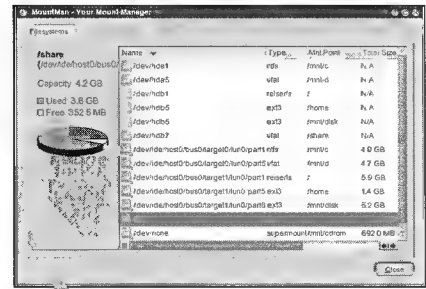 MountMan - Your Mount Manager
Filesystems
/share
Capacity 4.2 GB
Used 3.8 GB
Free 352.5 MB
Name Type Mnt.Point Total Size
/dev/hda1 ntfs /mnt/c N/A
/dev/hda5 vfat /mnt/d N/A
/dev/hdb1 reiserfs / N/A
/dev/hdb5 ext3 /home N/A
/dev/hdb6 ext3 /mnt/disk N/A
/dev/hdb7 vfat /share N/A
/dev/ide/host0/bus0/target0/lun0/part1 ntfs /mnt/c 4.9 GB
/dev/ide/host0/bus0/target0/lun0/part5 vfat /mnt/d 4.7 GB
/dev/ide/host0/bus0/target1/lun0/part1 reiserfs / 5.9 GB
/dev/ide/host0/bus0/target1/lun0/part5 ext3 /home 1.4 GB
/dev/ide/host0/bus0/target1/lun0/part6 ext3 /mnt/disk 6.2 GB
/dev/none supermount /mnt/cdrom 692.0 MB
Close